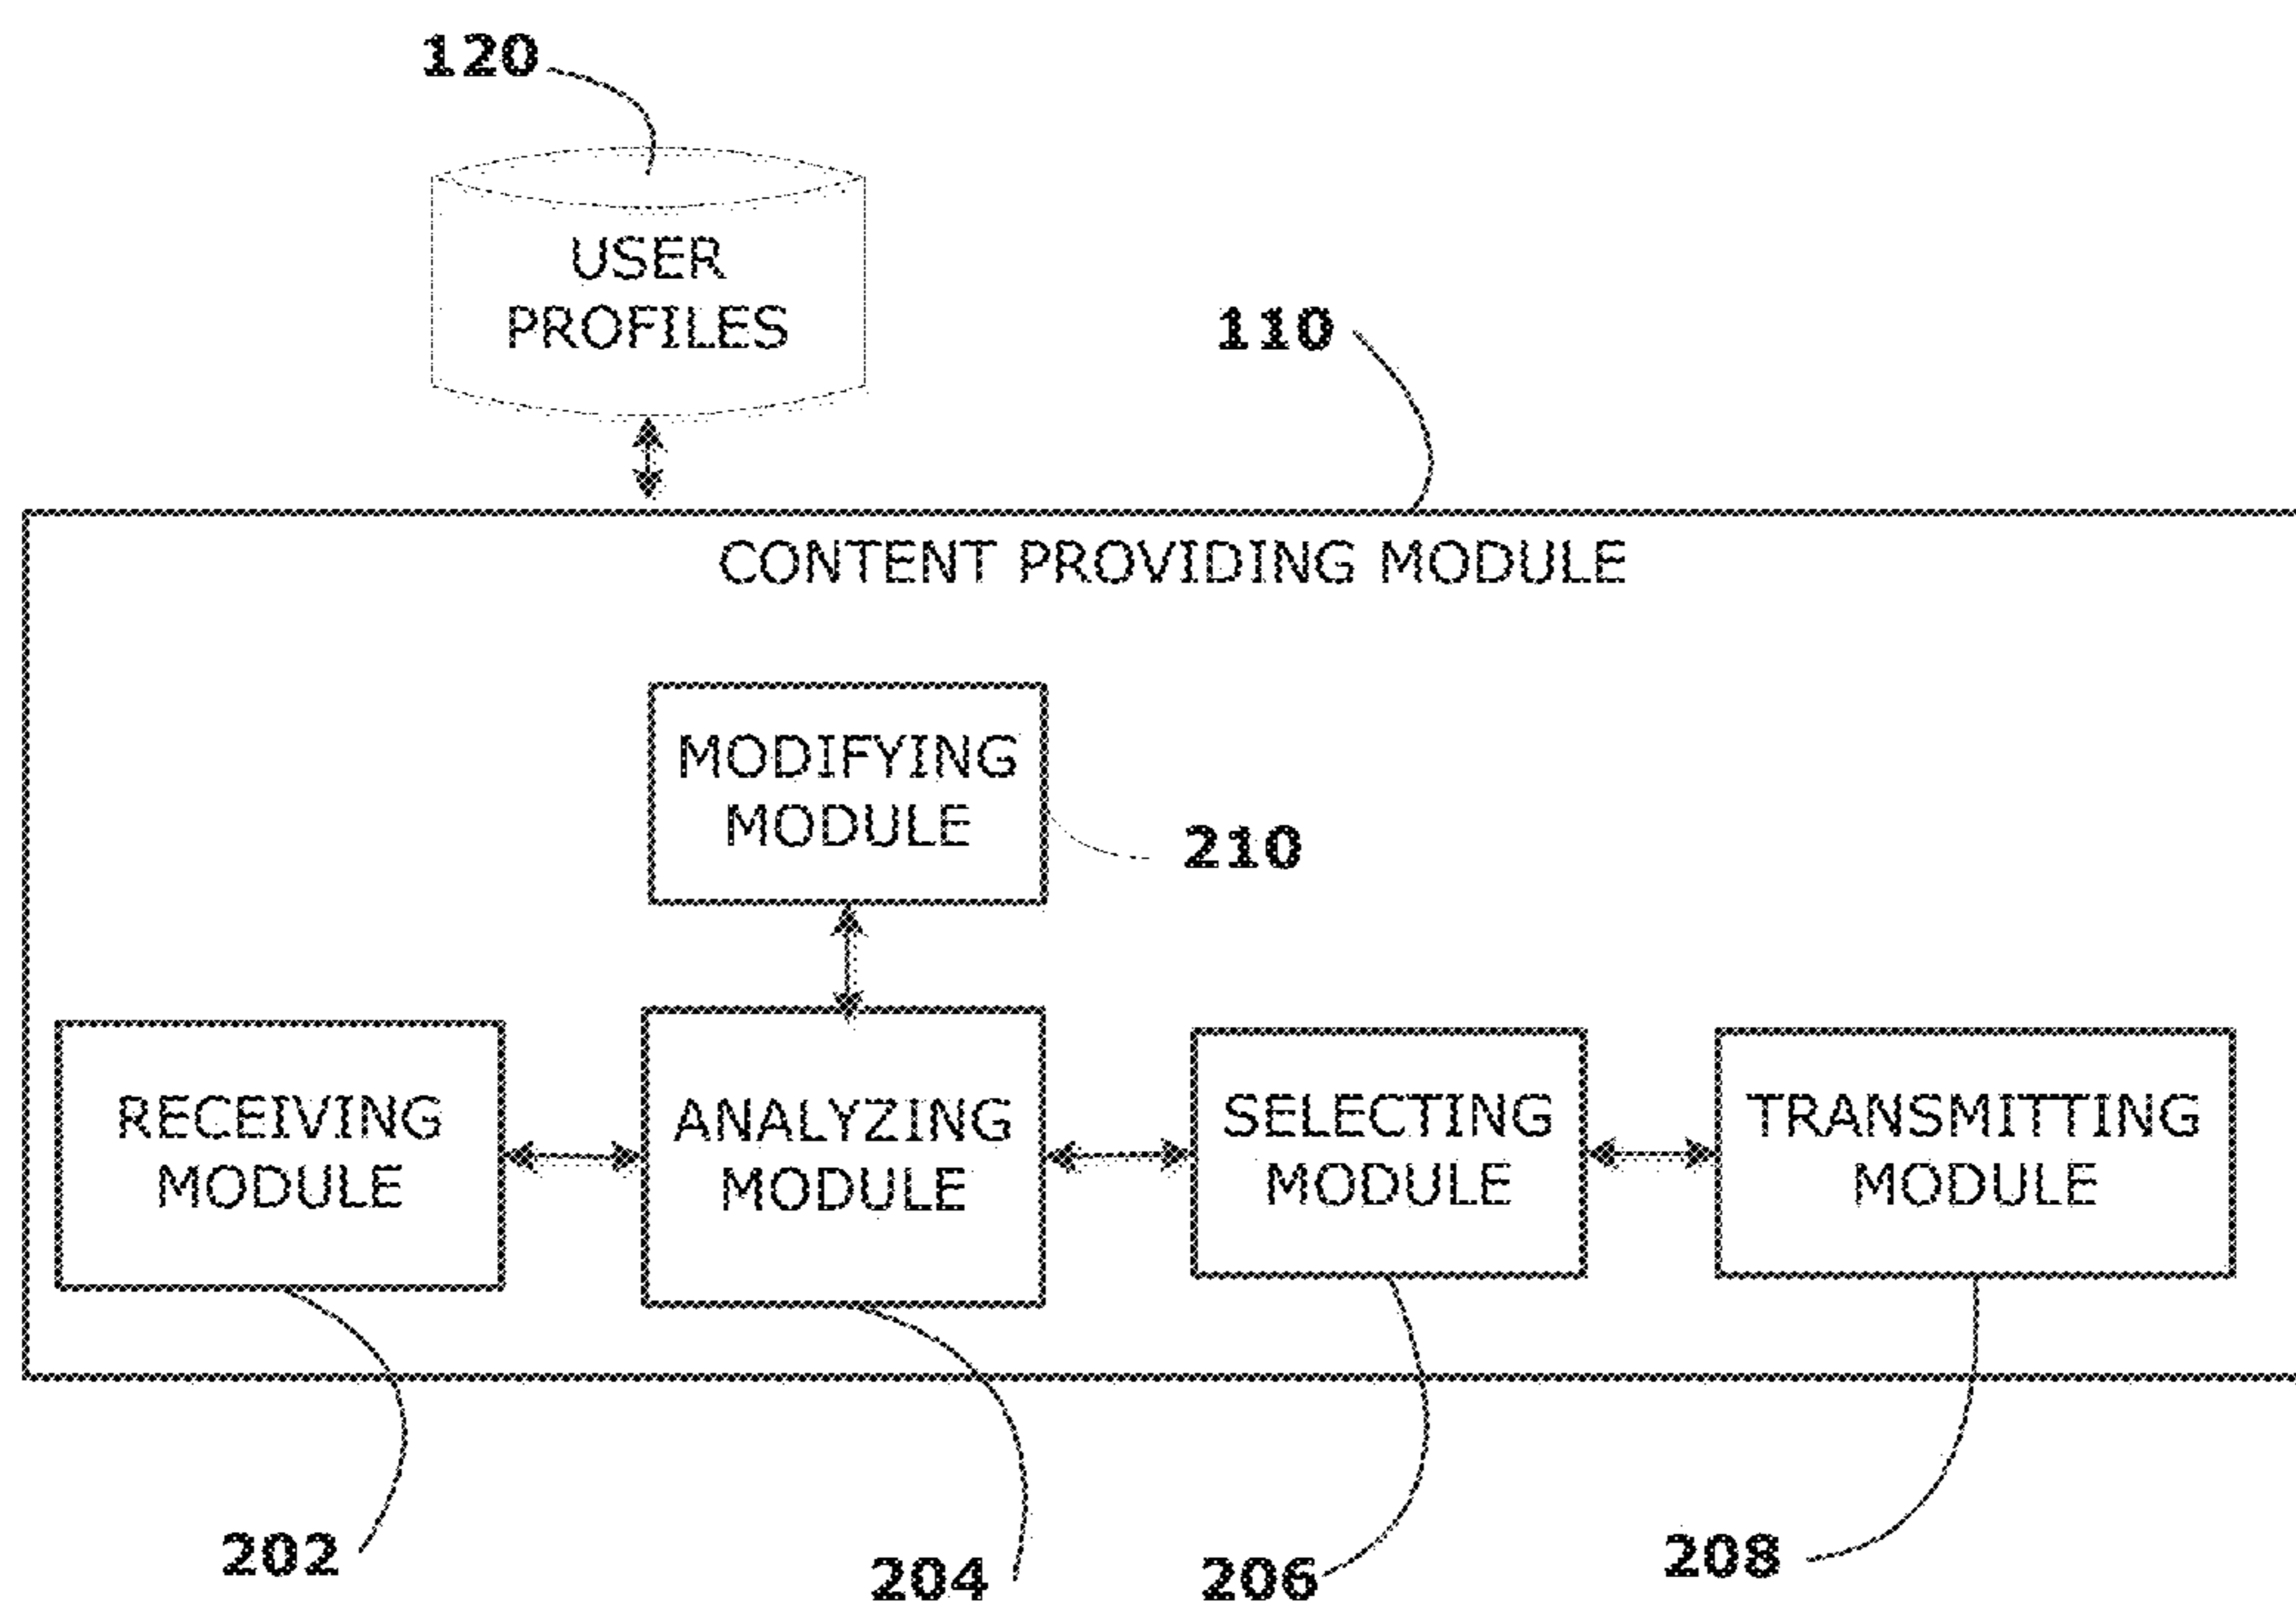 120
USER
PROFILES
110
CONTENT PROVIDING MODULE
MODIFYING
MODULE
210
RECEIVING
MODULE
ANALYZING
MODULE
SELECTING
MODULE
TRANSMITTING
MODULE
202
204
206
208